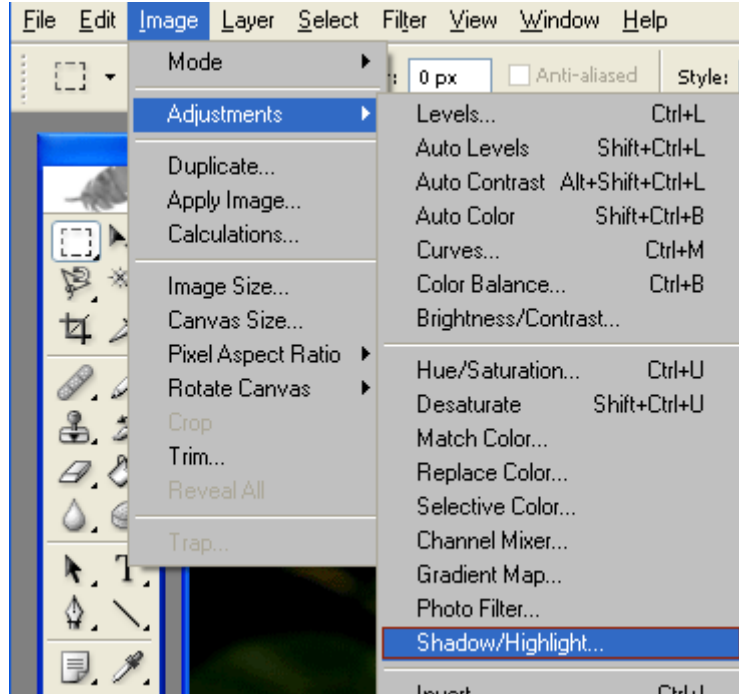 File Edit Image Layer Select Filter View Window Help
0 px Anti-aliased Style:
Mode
Adjustments
Duplicate...
Apply Image...
Calculations...
Image Size...
Canvas Size...
Pixel Aspect Ratio
Rotate Canvas
Crop
Trim...
Reveal All
Trap...
Levels... Ctrl+L
Auto Levels Shift+Ctrl+L
Auto Contrast Alt+Shift+Ctrl+L
Auto Color Shift+Ctrl+B
Curves... Ctrl+M
Color Balance... Ctrl+B
Brightness/Contrast...
Hue/Saturation... Ctrl+U
Desaturate Shift+Ctrl+U
Match Color...
Replace Color...
Selective Color...
Channel Mixer...
Gradient Map...
Photo Filter...
Shadow/Highlight...
Invert Ctrl+I